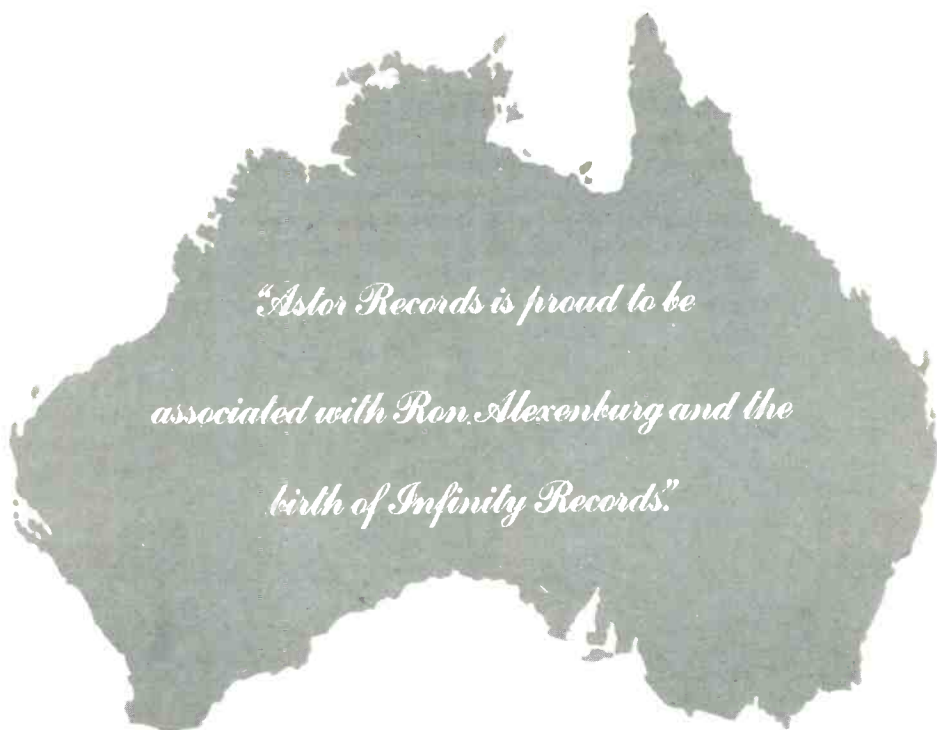 “Astor Records is proud to be
associated with Ron Alexenburg and the
birth of Infinity Records.”